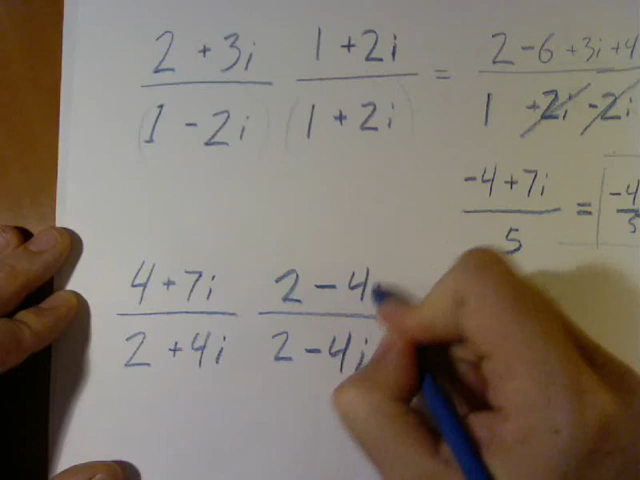 2 + 3i 1 + 2i 2 - 6 + 3i + 4
(1 - 2i) (1 + 2i) = 1 + 2i - 2i
-4 + 7i = -4
5 5
4 + 7i 2 - 4
2 + 4i 2 - 4i